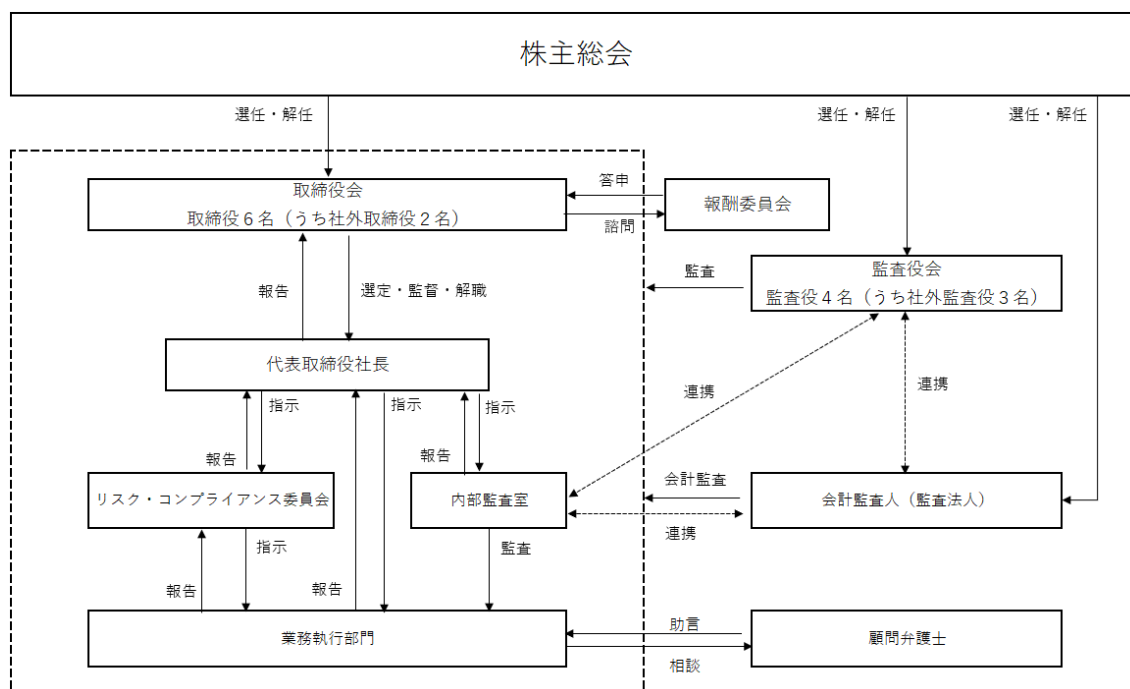 株主総会
選任・解任
選任・解任
選任・解任
取締役会
取締役６名（うち社外取締役２名）
答申
諮問
報酬委員会
監査役会
監査役４名（うち社外監査役３名）
監査
報告
選定・監督・解職
代表取締役社長
連携
連携
指示
指示
指示
報告
報告
リスク・コンプライアンス委員会
内部監査室
会計監査
会計監査人（監査法人）
連携
指示
監査
報告
報告
業務執行部門
助言
相談
顧問弁護士